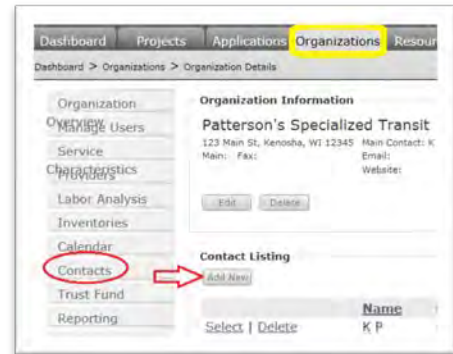 Dashboard Projects Applications Organizations Resour
Dashboard > Organizations > Organization Details
Organization
Overview
Manage Users
Service
Characteristics
Providers
Labor Analysis
Inventories
Calendar
Contacts
Trust Fund
Reporting
Organization Information
Patterson's Specialized Transit
123 Main St, Kenosha, WI 12345 Main Contact: K
Main: Fax: Email:
Website:
Edit Delete
Contact Listing
Add New
Name
Select | Delete K P